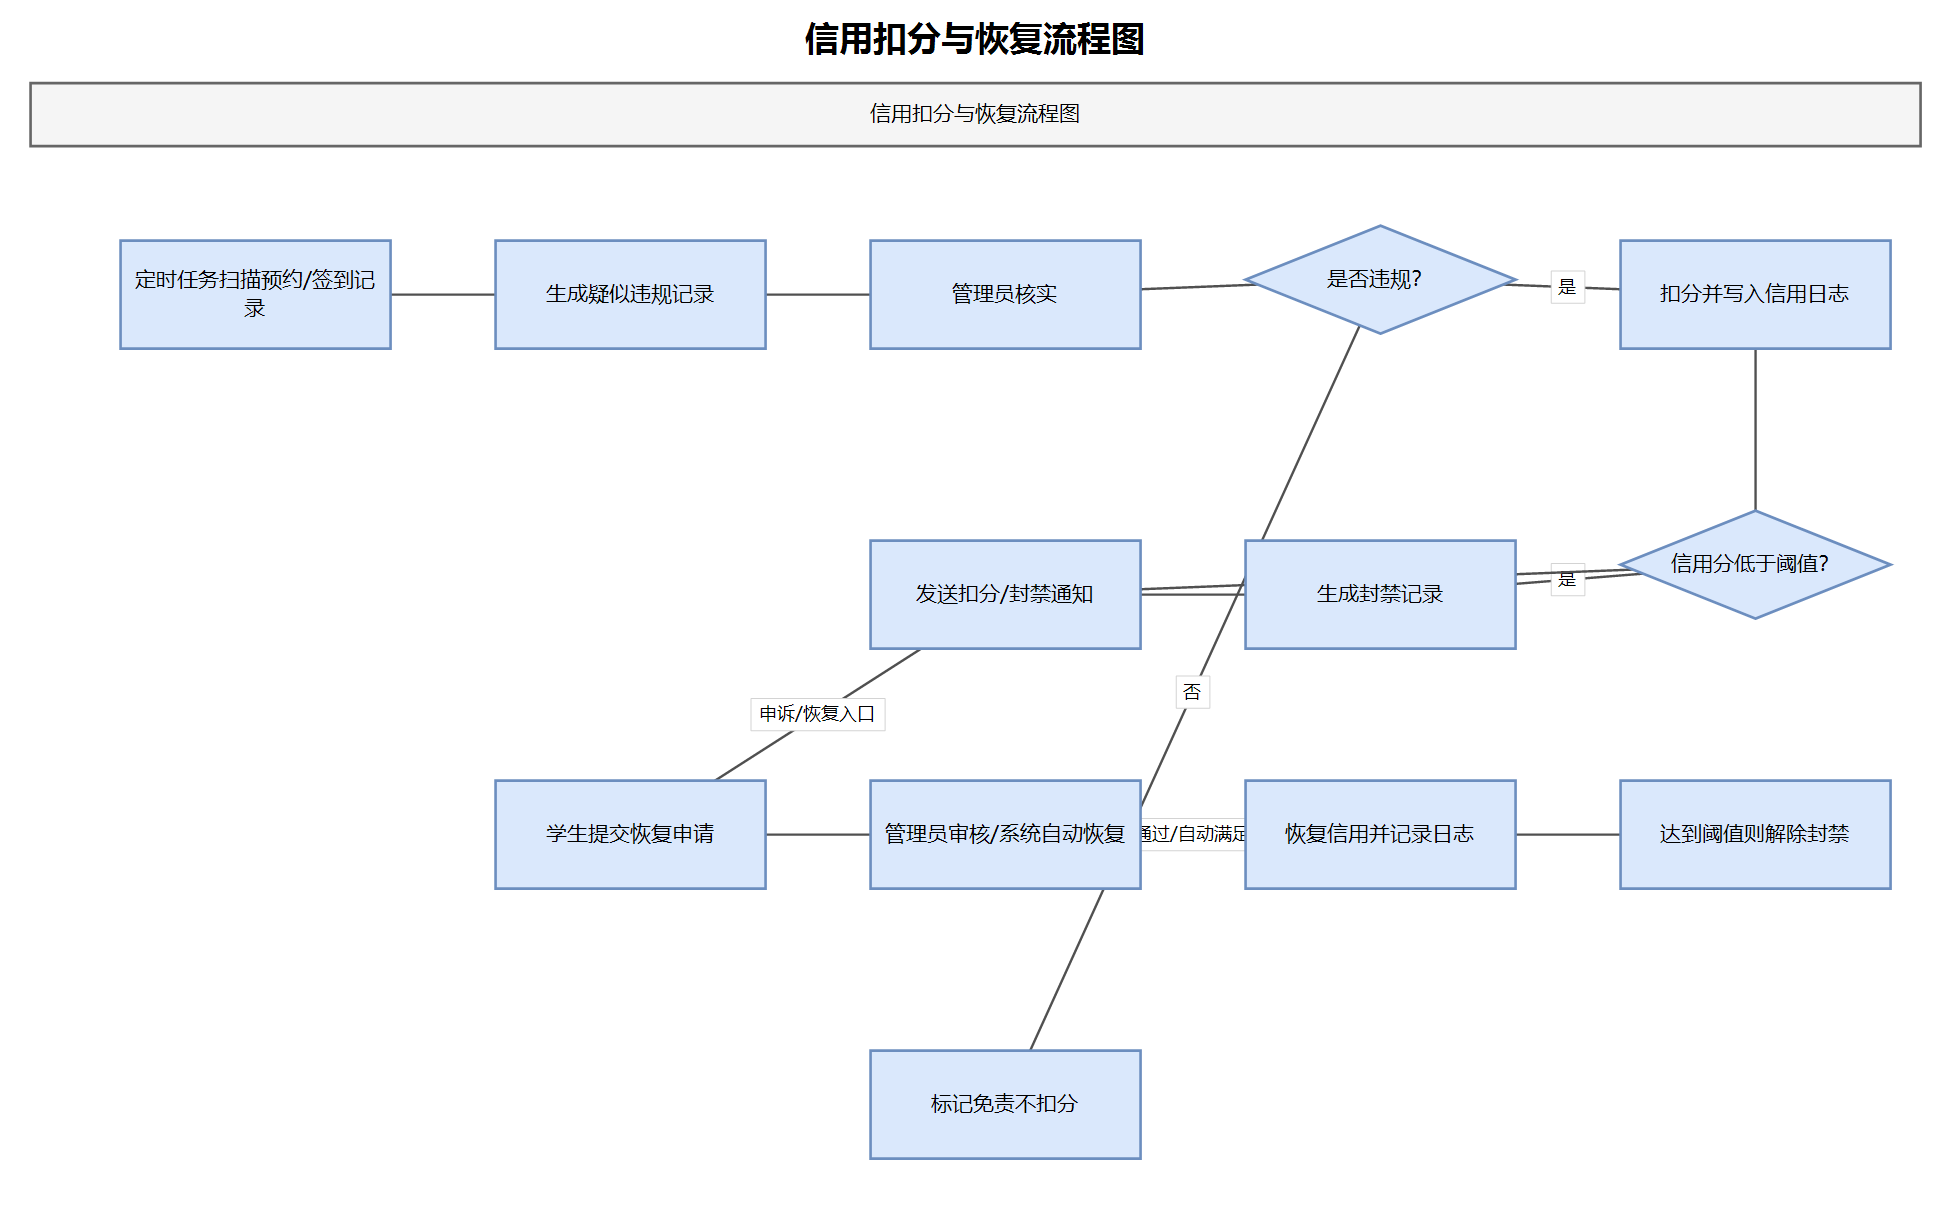 信用扣分与恢复流程图
信用扣分与恢复流程图
定时任务扫描预约/签到记
录
生成疑似违规记录
管理员核实
是否违规?
是
扣分并写入信用日志
发送扣分/封禁通知
生成封禁记录
是
信用分低于阈值?
否
申诉/恢复入口
学生提交恢复申请
管理员审核/系统自动恢复
通过/自动满足
恢复信用并记录日志
达到阈值则解除封禁
标记免责不扣分